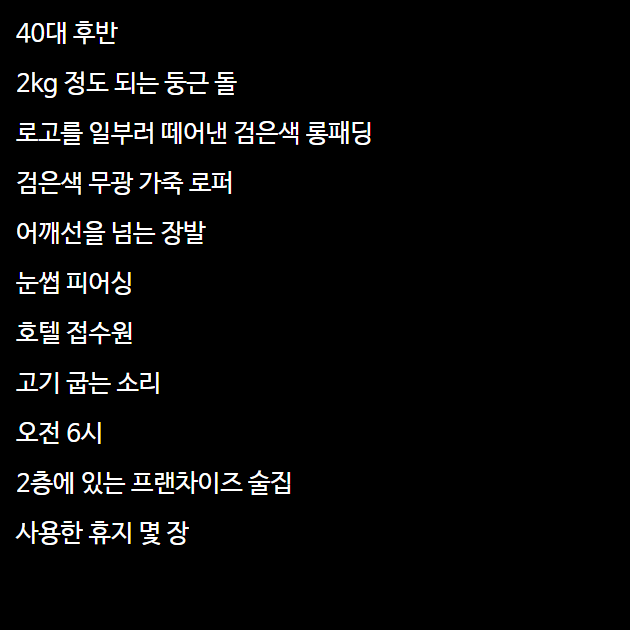 40대 후반
2kg 정도 되는 둥근 돌
로고를 일부러 떼어낸 검은색 롱패딩
검은색 무광 가죽 로퍼
어깨선을 넘는 장발
눈썹 피어싱
호텔 접수원
고기 굽는 소리
오전 6시
2층에 있는 프랜차이즈 술집
사용한 휴지 몇 장